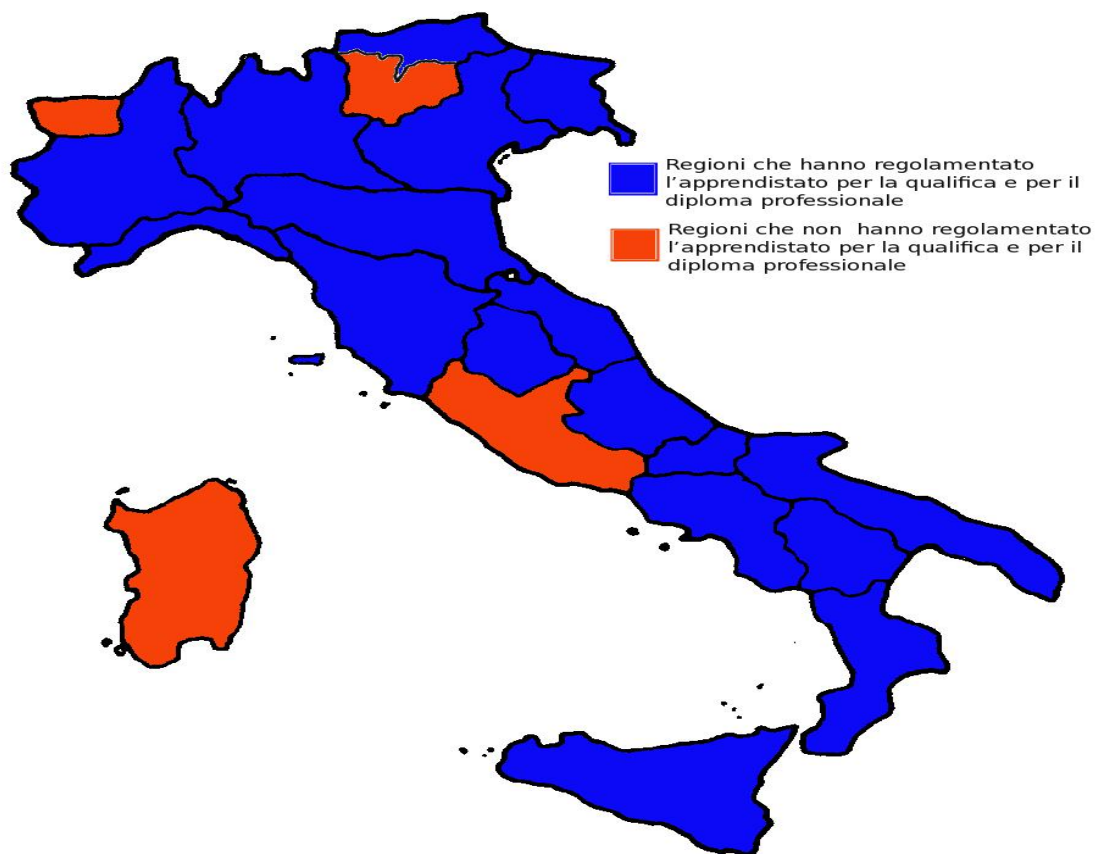 Regioni che hanno regolamentato
l’apprendistato per la qualifica e per il
diploma professionale
Regioni che non  hanno regolamentato
l’apprendistato per la qualifica e per il
diploma professionale